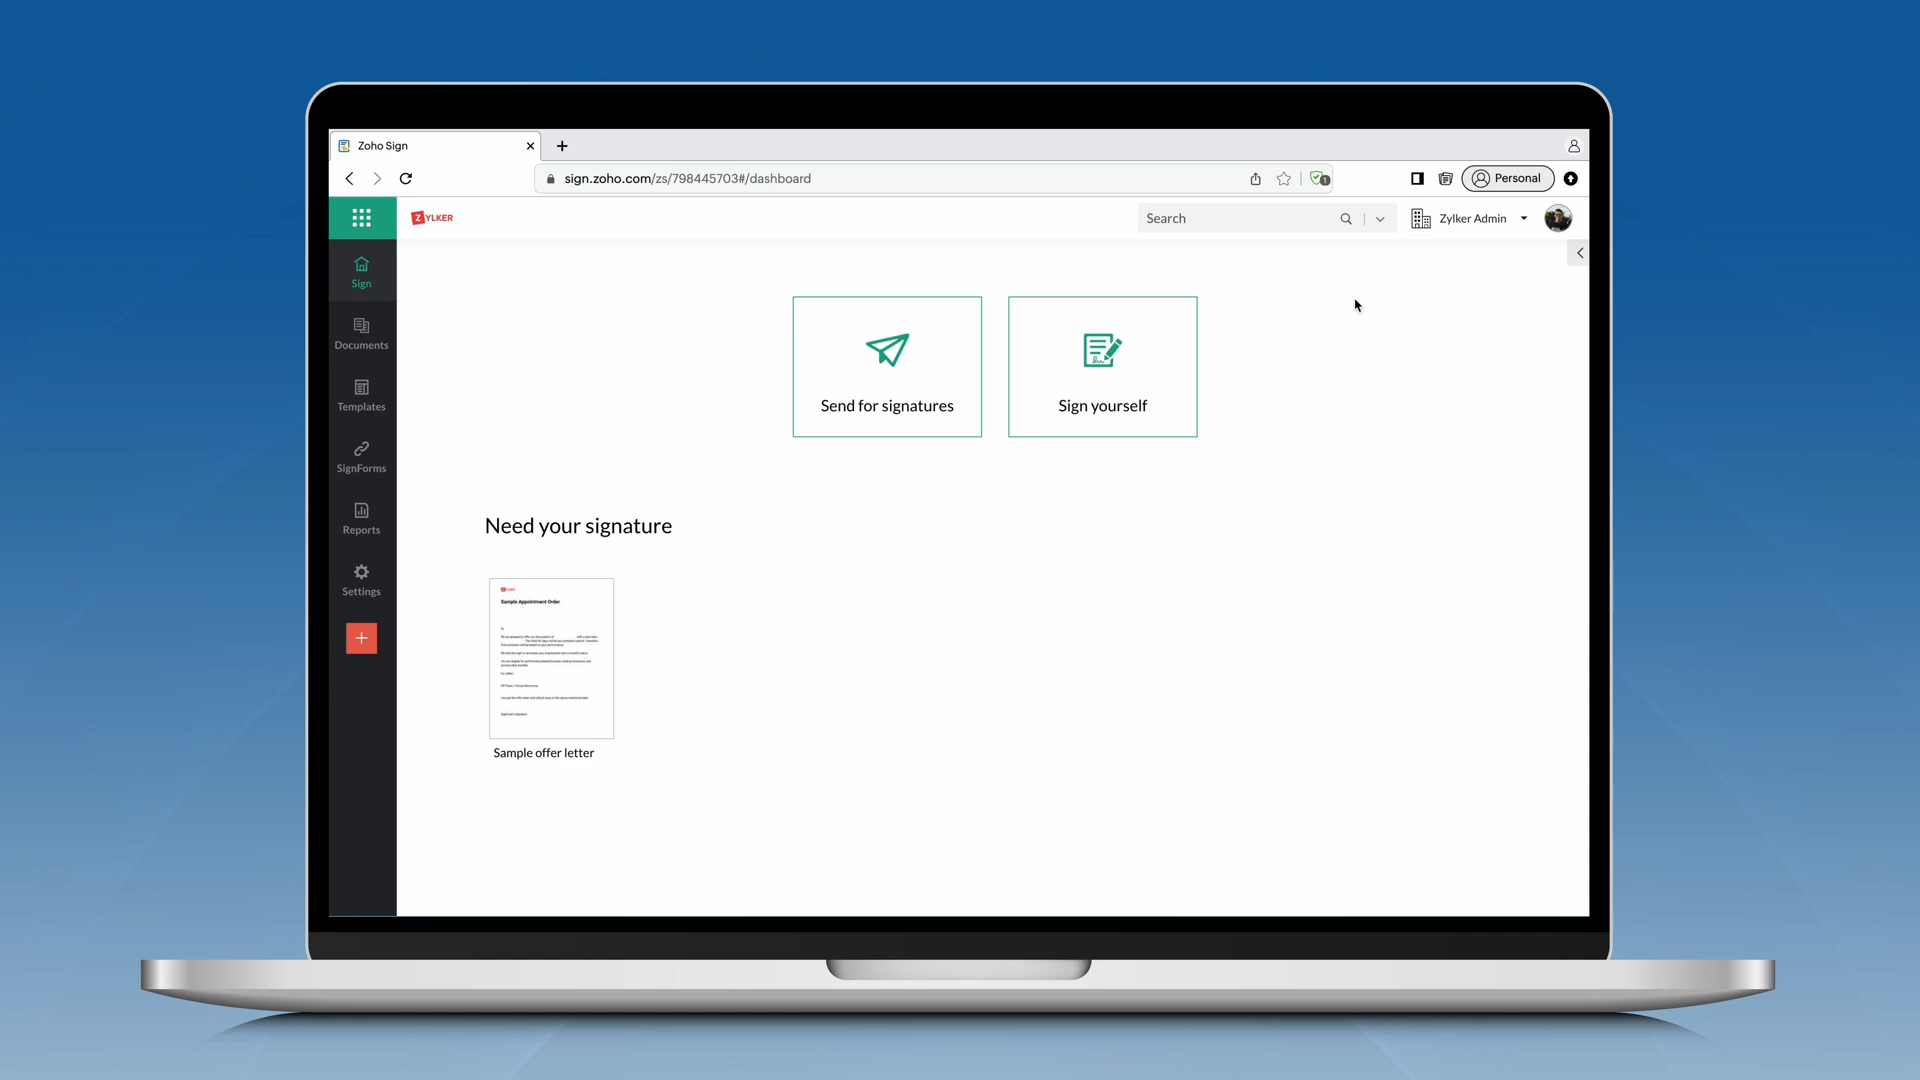 Zoho Sign
sign.zoho.com/zs/798445703#/dashboard
1
Personal
ZYLKER
Search
Zylker Admin
Sign
Documents
Templates
SignForms
Reports
Settings
Send for signatures
Sign yourself
Need your signature
Sample Appointment Order
Sample offer letter